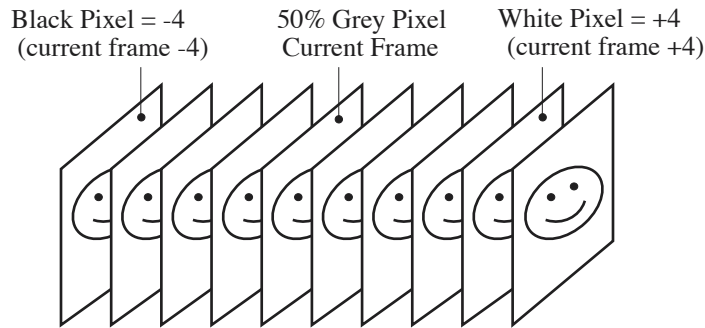 Black Pixel = -4
(current frame -4)
50% Grey Pixel
Current Frame
White Pixel = +4
(current frame +4)